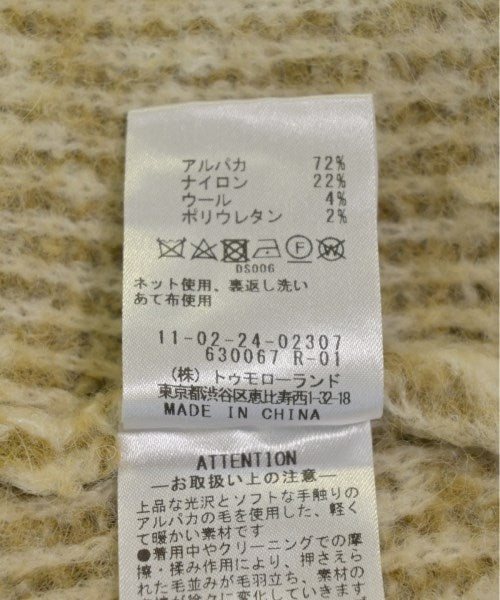 アルパカ 72%
ナイロン 22%
ウール 4%
ポリウレタン 2%
DS006
ネット使用、裏返し洗い
あて布使用
11-02-24-02307
630067 R-01
(株) トゥモローランド
東京都渋谷区恵比寿西1-32-18
MADE IN CHINA
ATTENTION
―お取扱い上の注意―
上品な光沢とソフトな手触りの
アルパカの毛を使用した、軽く
て暖かい素材です
●着用中やクリーニングでの摩
擦・揉み作用により、押さえら
れた毛並みが毛羽立ち、素材の